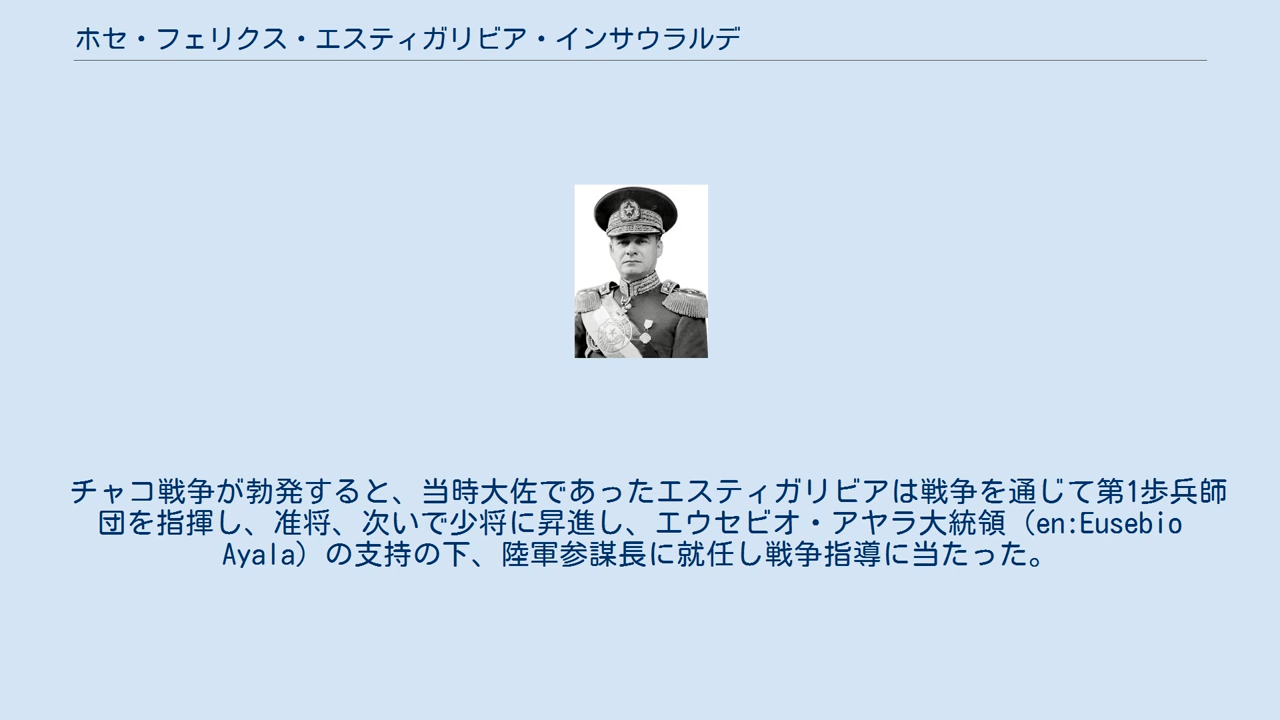 ホセ・フェリクス・エスティガリビア・インサウラルデ
チャコ戦争が勃発すると、当時大佐であったエスティガリビアは戦争を通じて第1歩兵師
団を指揮し、准将、次いで少将に昇進し、エウセビオ・アヤラ大統領（en:Eusebio
Ayala）の支持の下、陸軍参謀長に就任し戦争指導に当たった。